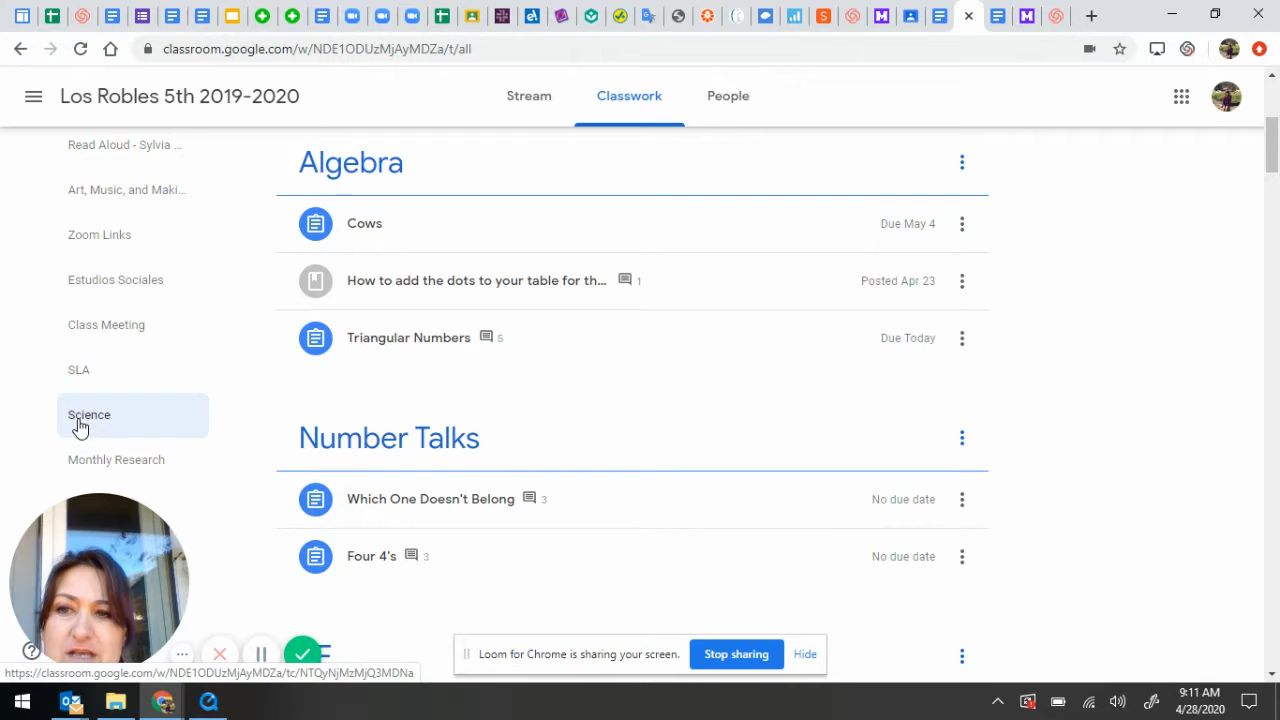 classroom.google.com/w/NDE1ODUzMjAyMDZa/t/all
Los Robles 5th 2019-2020
Stream
Classwork
People
Read Aloud - Sylvia ...
Art, Music, and Maki...
Zoom Links
Estudios Sociales
Class Meeting
SLA
Science
Monthly Research
Algebra
Cows
Due May 4
How to add the dots to your table for th...
1
Posted Apr 23
Triangular Numbers
5
Due Today
Number Talks
Which One Doesn't Belong
3
No due date
Four 4's
3
No due date
Loom for Chrome is sharing your screen.
Stop sharing
Hide
https://classroom.google.com/w/NDE1ODUzMjAyMDZa/tc/NTQyNjMzMjQ3MDNa
9:11 AM
4/28/2020